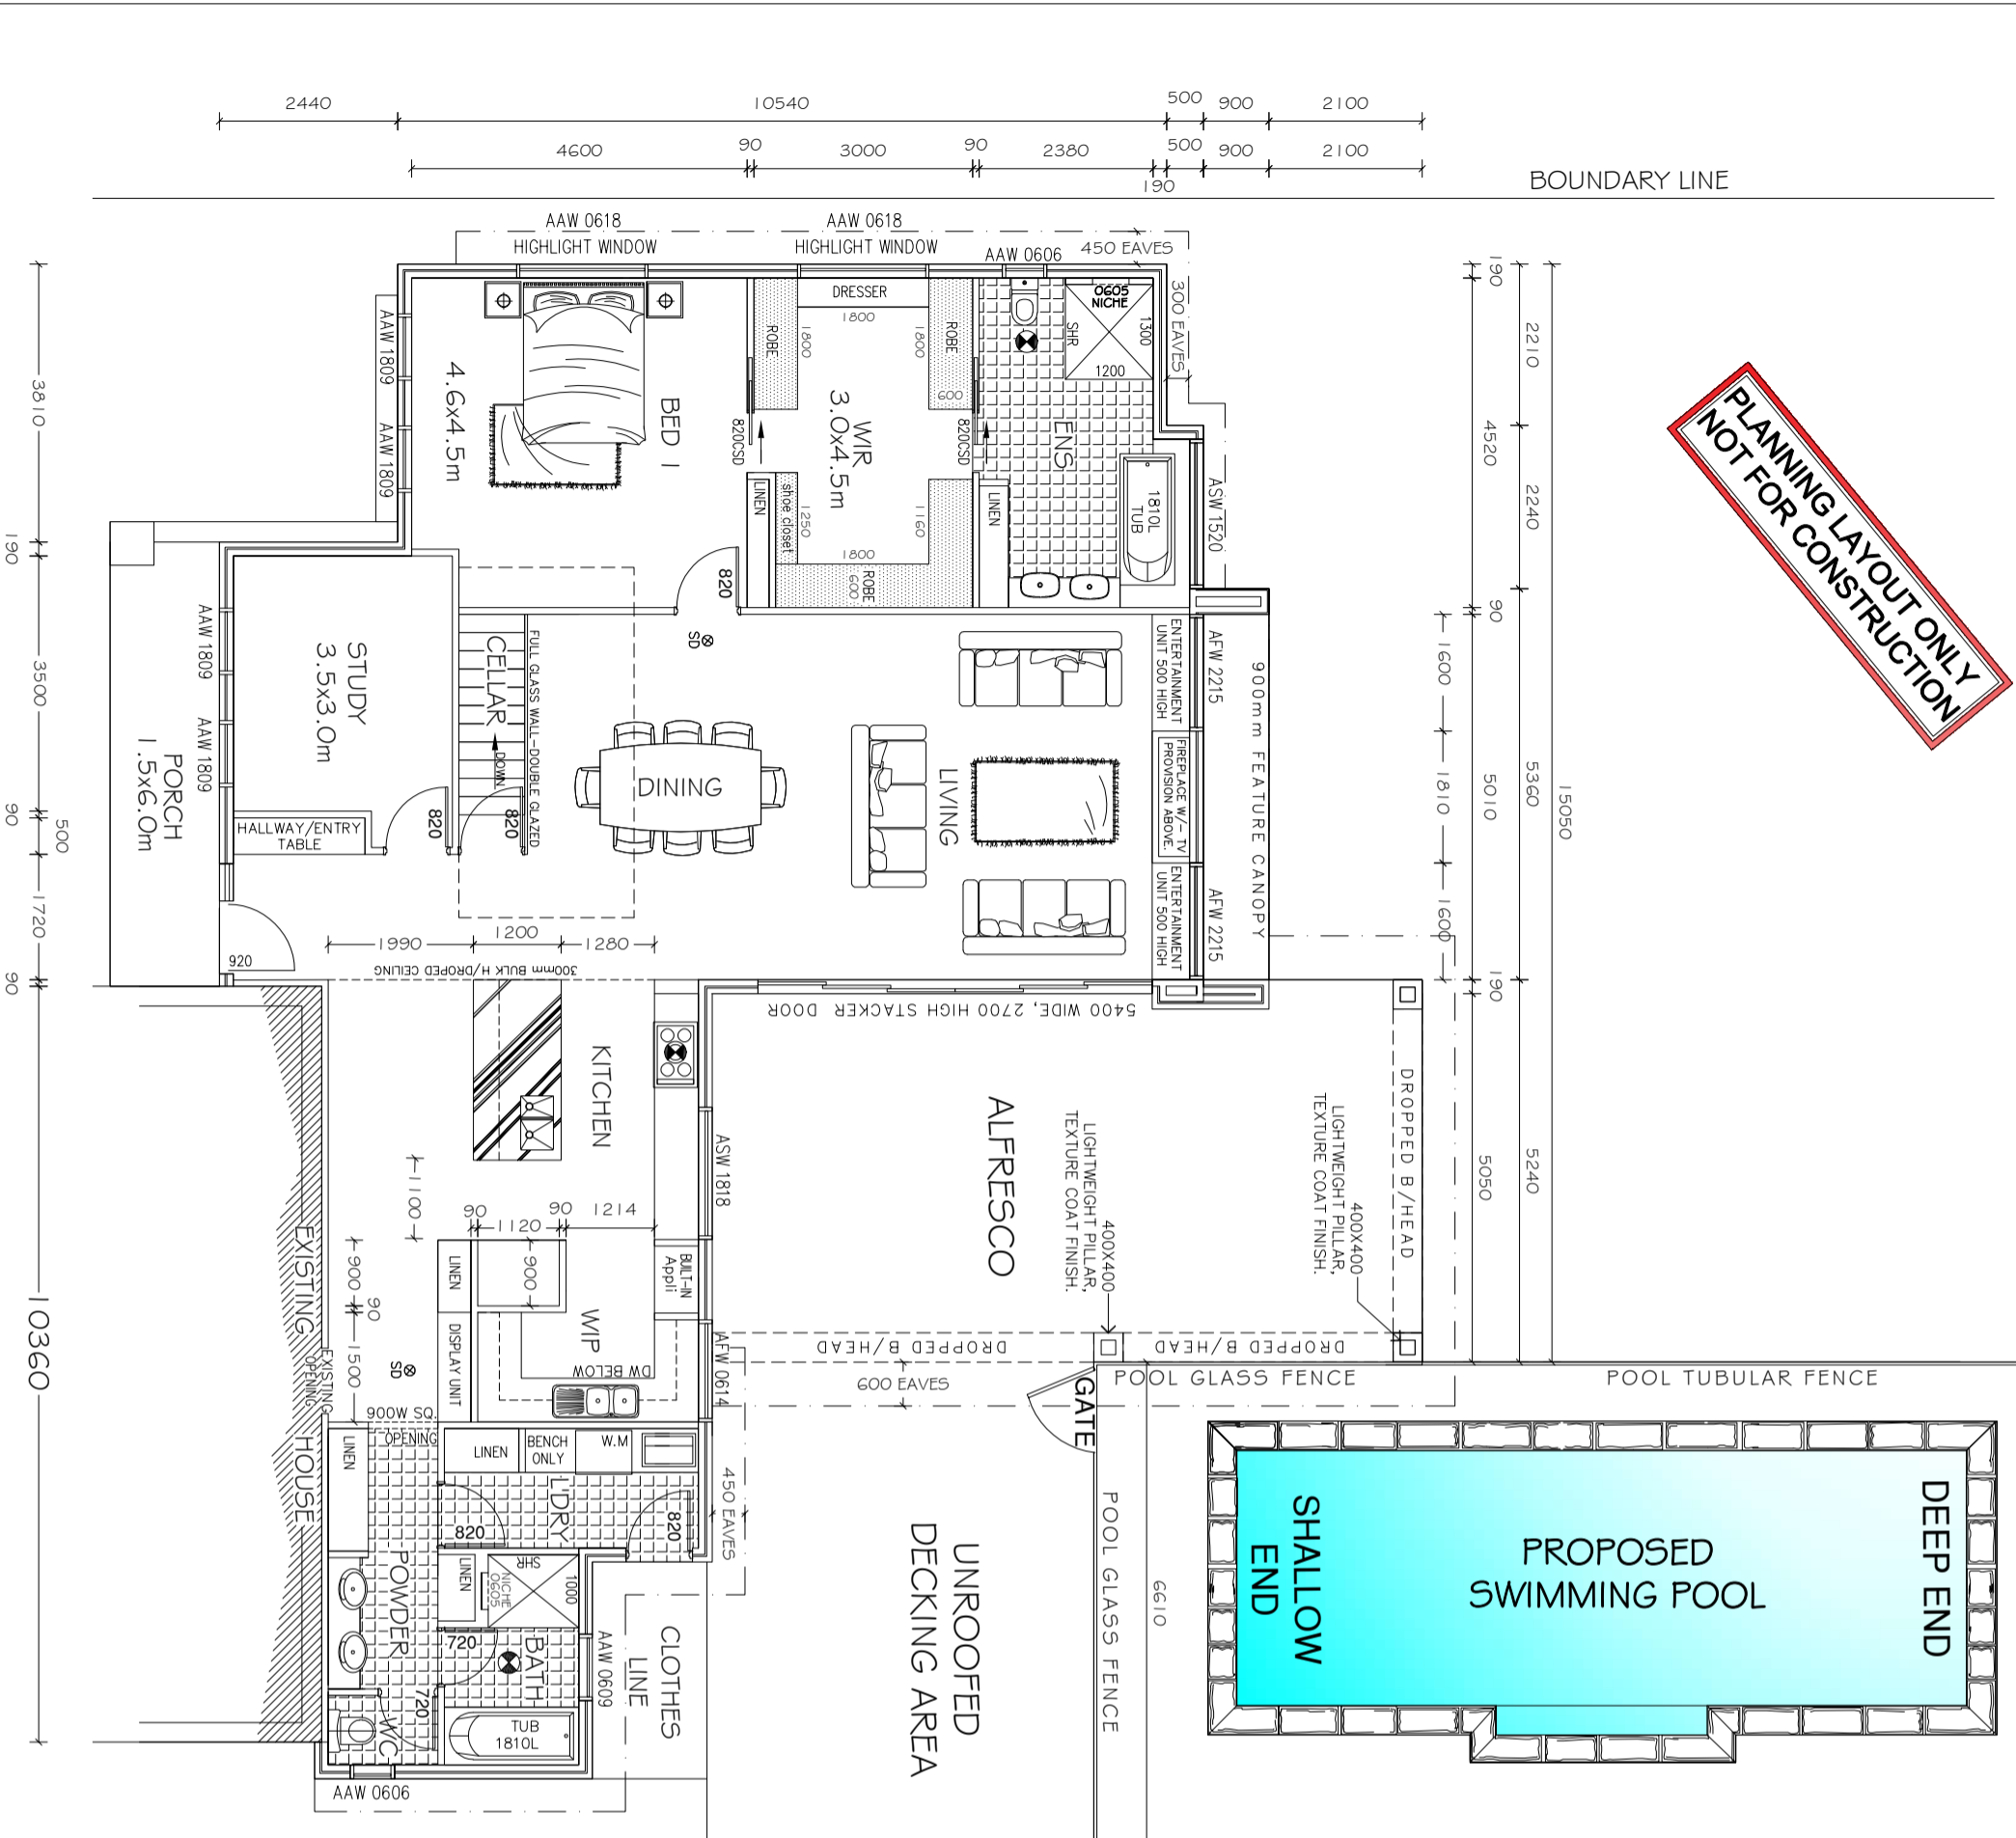 2440
10540
500
900
2100
4600
90
3000
90
2380
500
900
2100
190
BOUNDARY LINE
AAW 0618
HIGHLIGHT WINDOW
AAW 0618
HIGHLIGHT WINDOW
AAW 0606
450 EAVES
300 EAVES
AAW 1809
AAW 1809
4.6x4.5m
BED 1
ROBE
1800
DRESSER
1800
1800
ROBE
600
WIR
3.0x4.5m
820CSD
820CSD
LINEN
shoe closet
1250
1160
1800
ROBE
600
0605
NICHE
SHR
1300
1200
ENS
LINEN
1810L
TUB
ASW 1520
820
SD
3810
190
3500
90
500
1720
90
10360
190
2210
4520
2240
90
1600
5360
5010
1810
15050
1600
190
5240
5050
PLANNING LAYOUT ONLY
NOT FOR CONSTRUCTION
AAW 1809
AAW 1809
STUDY
3.5x3.0m
PORCH
1.5x6.0m
HALLWAY/ENTRY
TABLE
820
820
CELLAR
DOWN
FULL GLASS WALL-DOUBLE GLAZED
DINING
LIVING
ENTERTAINMENT
UNIT 500 HIGH
FIREPLACE W/- TV
PROVISION ABOVE.
ENTERTAINMENT
UNIT 500 HIGH
AFW 2215
AFW 2215
900mm FEATURE CANOPY
920
1990
1200
1280
300mm BULK H/DROPED CEILING
5400 WIDE, 2700 HIGH STACKER DOOR
KITCHEN
ASW 1818
ALFRESCO
400X400
LIGHTWEIGHT PILLAR,
TEXTURE COAT FINISH.
400X400
LIGHTWEIGHT PILLAR,
TEXTURE COAT FINISH.
DROPPED B/HEAD
1100
90
1120
90
1214
900
LINEN
BUILT-IN
Appli
WIP
DISPLAY UNIT
DW BELOW
AFW 0614
DROPPED B/HEAD
DROPPED B/HEAD
600 EAVES
GATE
POOL GLASS FENCE
POOL TUBULAR FENCE
900
90
1500
SD
EXISTING
OPENING
EXISTING HOUSE
900W SQ.
OPENING
LINEN
LINEN
BENCH
ONLY
W.M
L'DRY
820
820
450 EAVES
LINEN
NICHE
0605
SHR
1000
POWDER
720
BATH
AAW 0609
720
WC
TUB
1810L
AAW 0606
CLOTHES
LINE
UNROOFED
DECKING AREA
POOL GLASS FENCE
6610
SHALLOW
END
PROPOSED
SWIMMING POOL
DEEP END